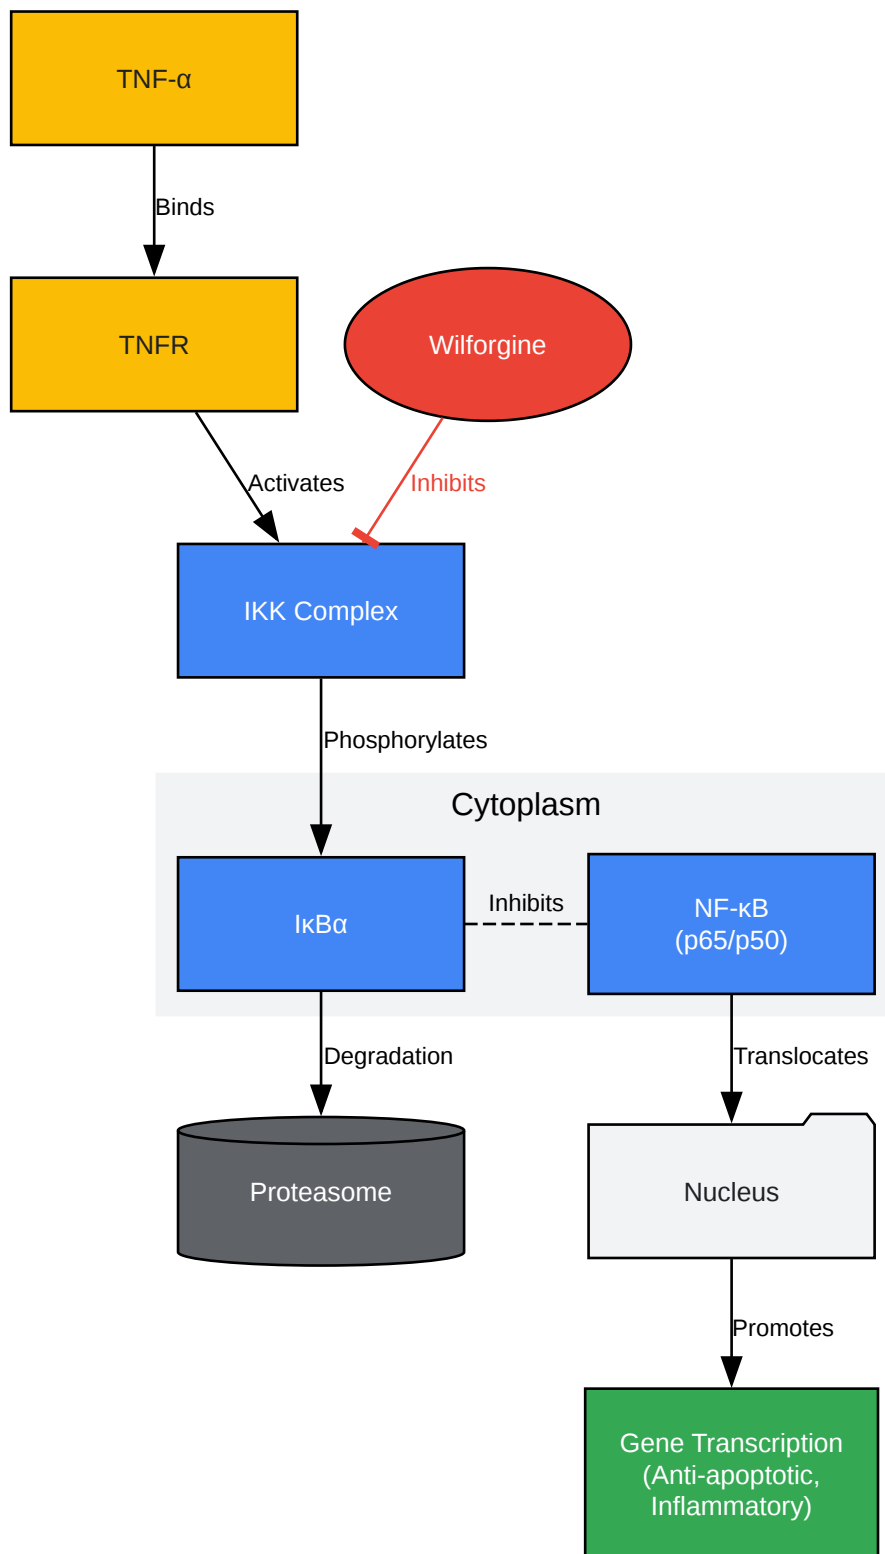 TNF-α
Binds
TNFR
Wilforgine
Activates
Inhibits
IKK Complex
Phosphorylates
Cytoplasm
IκBα
Inhibits
NF-κB
(p65/p50)
Degradation
Translocates
Proteasome
Nucleus
Promotes
Gene Transcription
(Anti-apoptotic,
Inflammatory)